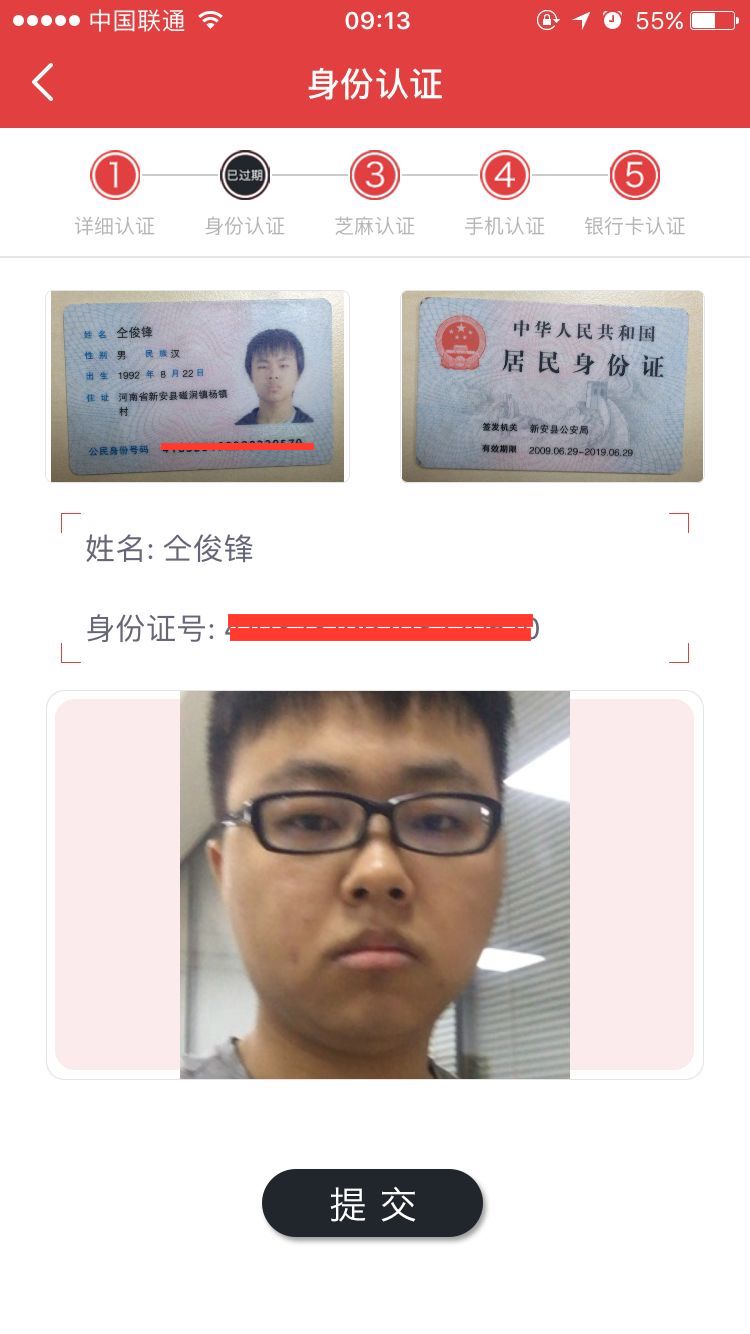 中国联通 09:13 55%
身份认证
1 已过期 3 4 5
详细认证 身份认证 芝麻认证 手机认证 银行卡认证
姓名 仝俊锋
性别 男 民族 汉
出生 1992 年 8 月 22 日
住址 河南省新安县磁涧镇杨镇
村
公民身份号码
中华人民共和国
居民身份证
签发机关 新安县公安局
有效期限 2009.06.29-2019.06.29
姓名: 仝俊锋
身份证号:
提交